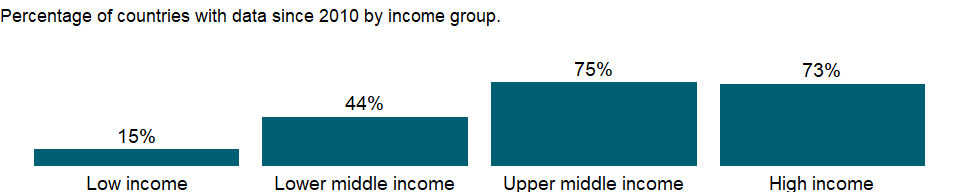 Percentage of countries with data since 2010 by income group.
75%
73%
44%
15%
Low income
Lower middle income
Upper middle income
High income